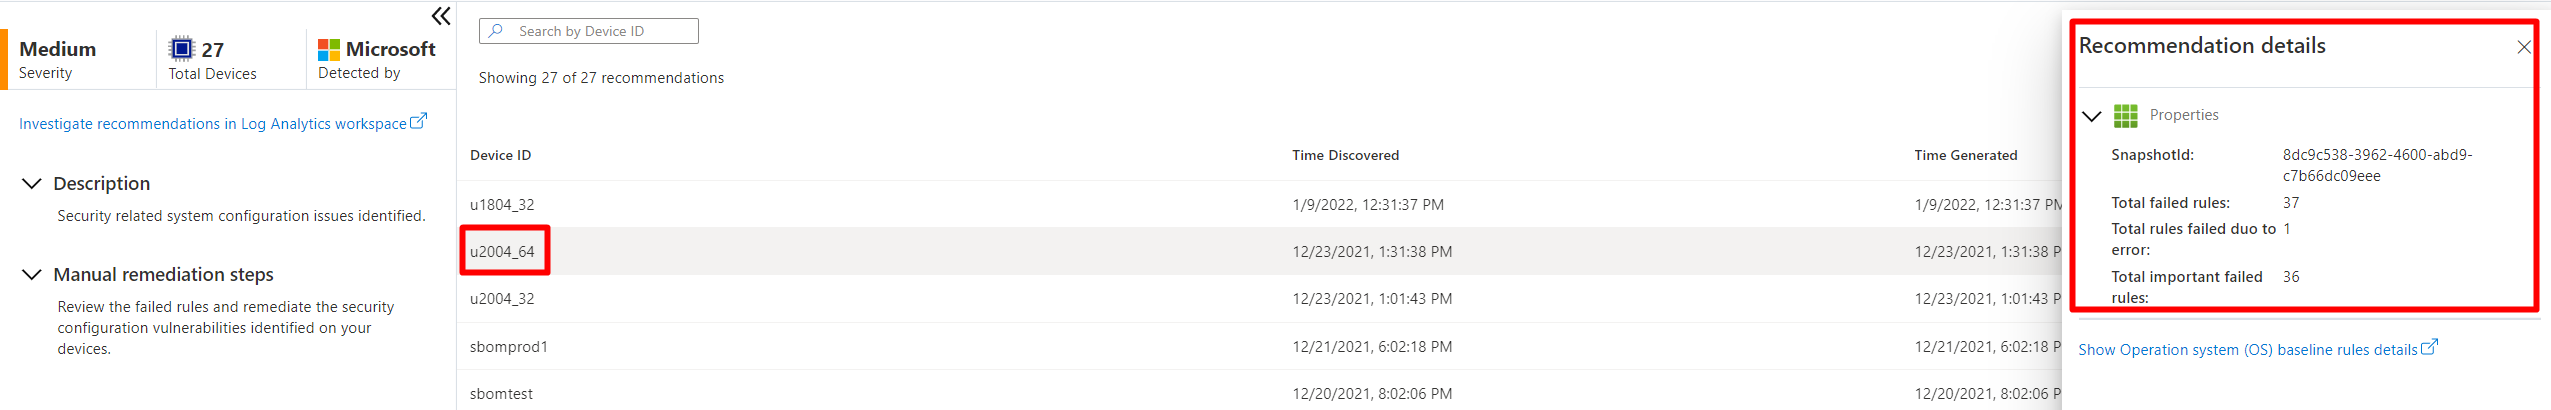 Medium
Severity
27
Total Devices
Microsoft
Detected by
Investigate recommendations in Log Analytics workspace
Description
Security related system configuration issues identified.
Manual remediation steps
Review the failed rules and remediate the security
configuration vulnerabilities identified on your
devices.
Search by Device ID
Showing 27 of 27 recommendations
Device ID Time Discovered Time Generated
u1804_32 1/9/2022, 12:31:37 PM 1/9/2022, 12:31:37 PM
u2004_64 12/23/2021, 1:31:38 PM 12/23/2021, 1:31:38 P
u2004_32 12/23/2021, 1:01:43 PM 12/23/2021, 1:01:43 P
sbomprod1 12/21/2021, 6:02:18 PM 12/21/2021, 6:02:18 P
sbomtest 12/20/2021, 8:02:06 PM 12/20/2021, 8:02:06 P
Recommendation details
Properties
SnapshotId: 8dc9c538-3962-4600-abd9-
c7b66dc09eee
Total failed rules: 37
Total rules failed duo to 1
error:
Total important failed 36
rules:
Show Operation system (OS) baseline rules details